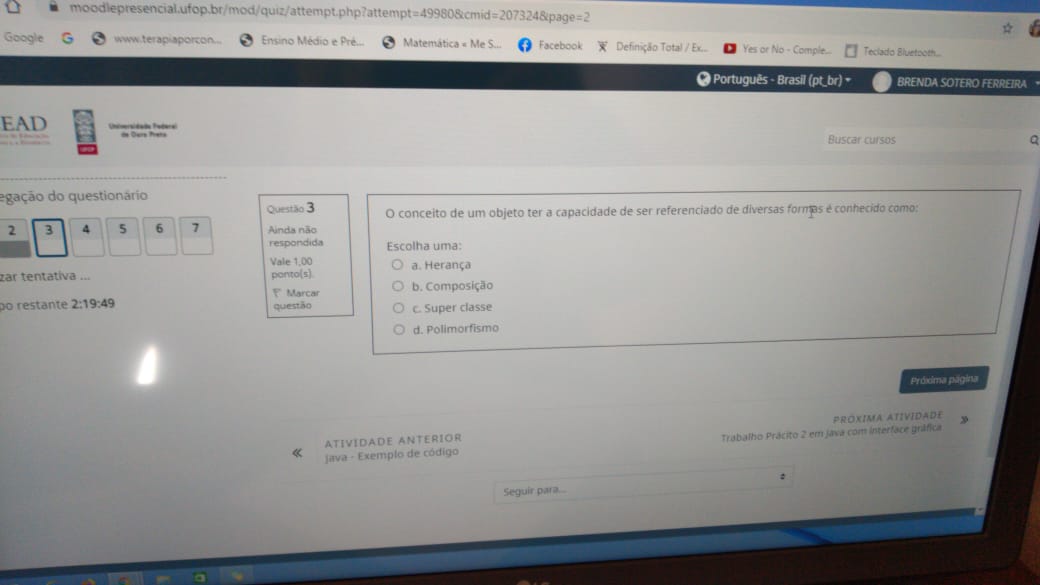 moodlepresencial.ufop.br/mod/quiz/attempt.php?attempt=49980&cmid=207324&page=2
Google
www.terapiaporcon...
Ensino Médio e Pré...
Matemática « Me S...
Facebook
Definição Total / Ex...
Yes or No - Comple...
Teclado Bluetooth...
Português - Brasil (pt_br)
BRENDA SOTERO FERREIRA
EAD
Universidade Federal
de Ouro Preto
UFOP
Buscar cursos
egação do questionário
2 3 4 5 6 7
zar tentativa ...
po restante 2:19:49
Questão 3
Ainda não
respondida
Vale 1,00
ponto(s).
Marcar
questão
O conceito de um objeto ter a capacidade de ser referenciado de diversas formas é conhecido como:
Escolha uma:
a. Herança
b. Composição
c. Super classe
d. Polimorfismo
Próxima página
ATIVIDADE ANTERIOR
Java - Exemplo de código
PRÓXIMA ATIVIDADE
Trabalho Prácito 2 em java com interface gráfica
Seguir para...
LG